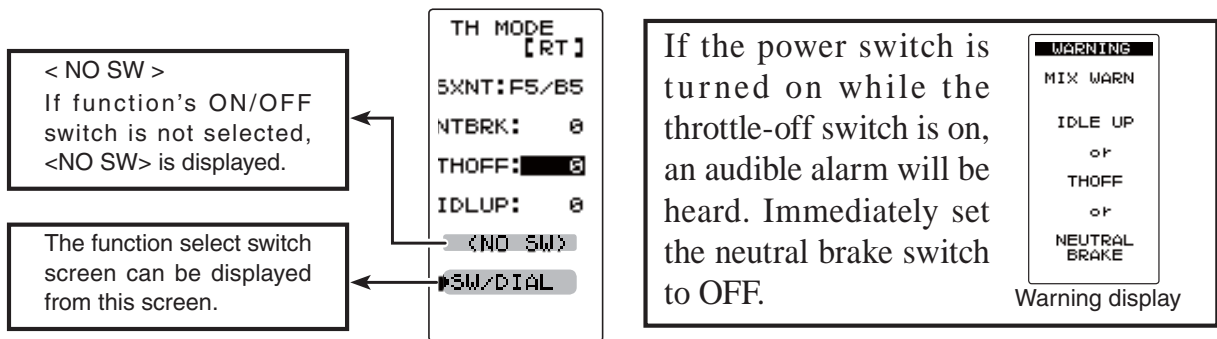 < NO SW >
If function's ON/OFF
switch is not selected,
<NO SW> is displayed.
The function select switch
screen can be displayed
from this screen.
TH MODE
[RT]
SXNT:F5/B5
NTBRK: 0
THOFF: 0
IDLUP: 0
(NO SW)
SW/DIAL
If the power switch is
turned on while the
throttle-off switch is on,
an audible alarm will be
heard. Immediately set
the neutral brake switch
to OFF.
WARNING
MIX WARN
IDLE UP
or
THOFF
or
NEUTRAL
BRAKE
Warning display